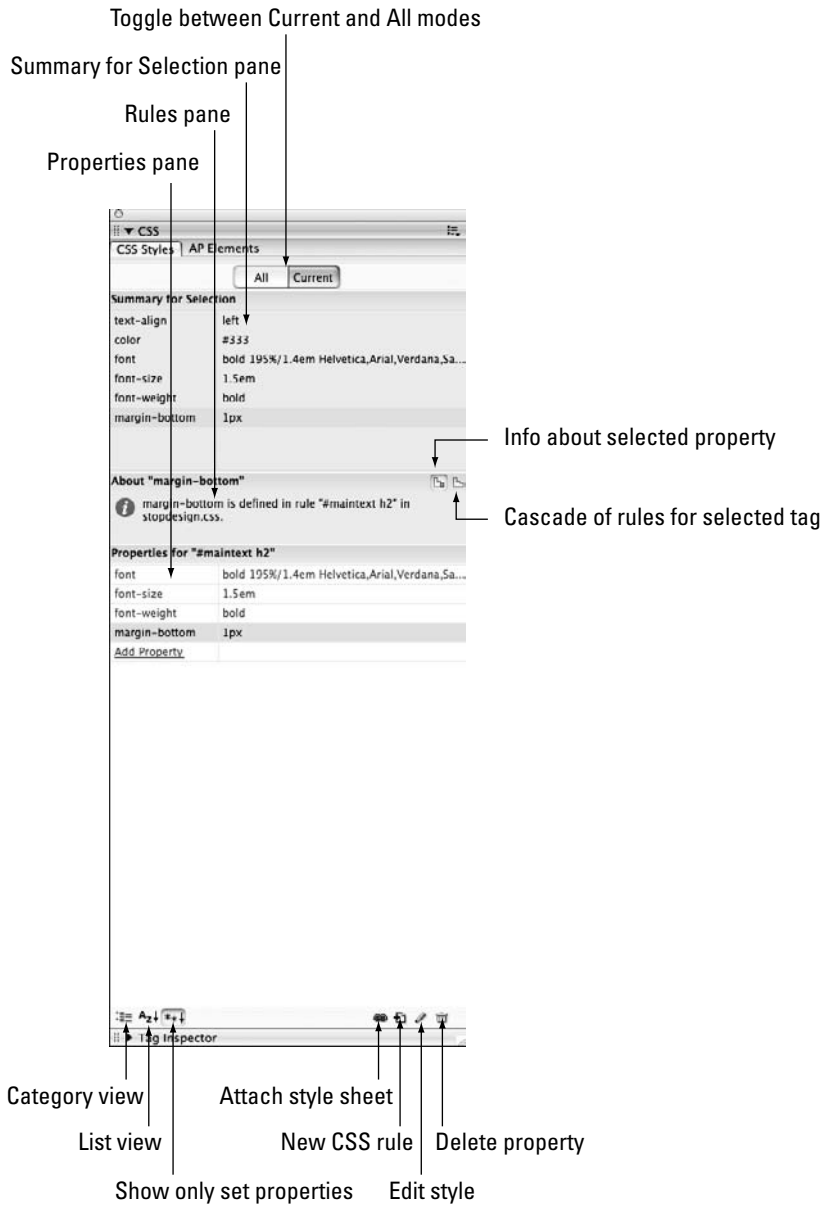 Toggle between Current and All modes
Summary for Selection pane
Rules pane
Properties pane
CSS
CSS Styles AP Elements
All Current
Summary for Selection
text-align left
color #333
font bold 195%/1.4em Helvetica,Arial,Verdana,Sa...
font-size 1.5em
font-weight bold
margin-bottom 1px
Info about selected property
About "margin-bottom"
margin-bottom is defined in rule "#maintext h2" in
stopdesign.css.
Cascade of rules for selected tag
Properties for "#maintext h2"
font bold 195%/1.4em Helvetica,Arial,Verdana,Sa...
font-size 1.5em
font-weight bold
margin-bottom 1px
Add Property
Tag Inspector
Category view Attach style sheet
List view New CSS rule Delete property
Show only set properties Edit style